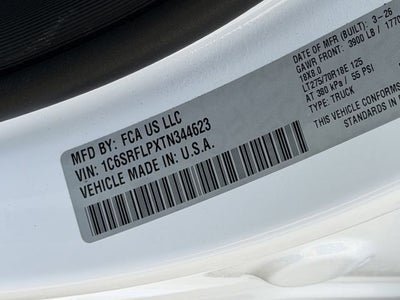 MFD BY: FCA US LLC
VIN: 1C6SRFLPXTN344623
VEHICLE MADE IN: U.S.A.
DATE OF MFR (BUILT): 3-26
GAWR FRONT: 3900 LB / 1770
18X8.0
LT275/70R18E 125
AT 380 kPa / 55 PSI
TYPE: TRUCK
THIS VEHICLE CONFORMS
STANDARDS IN